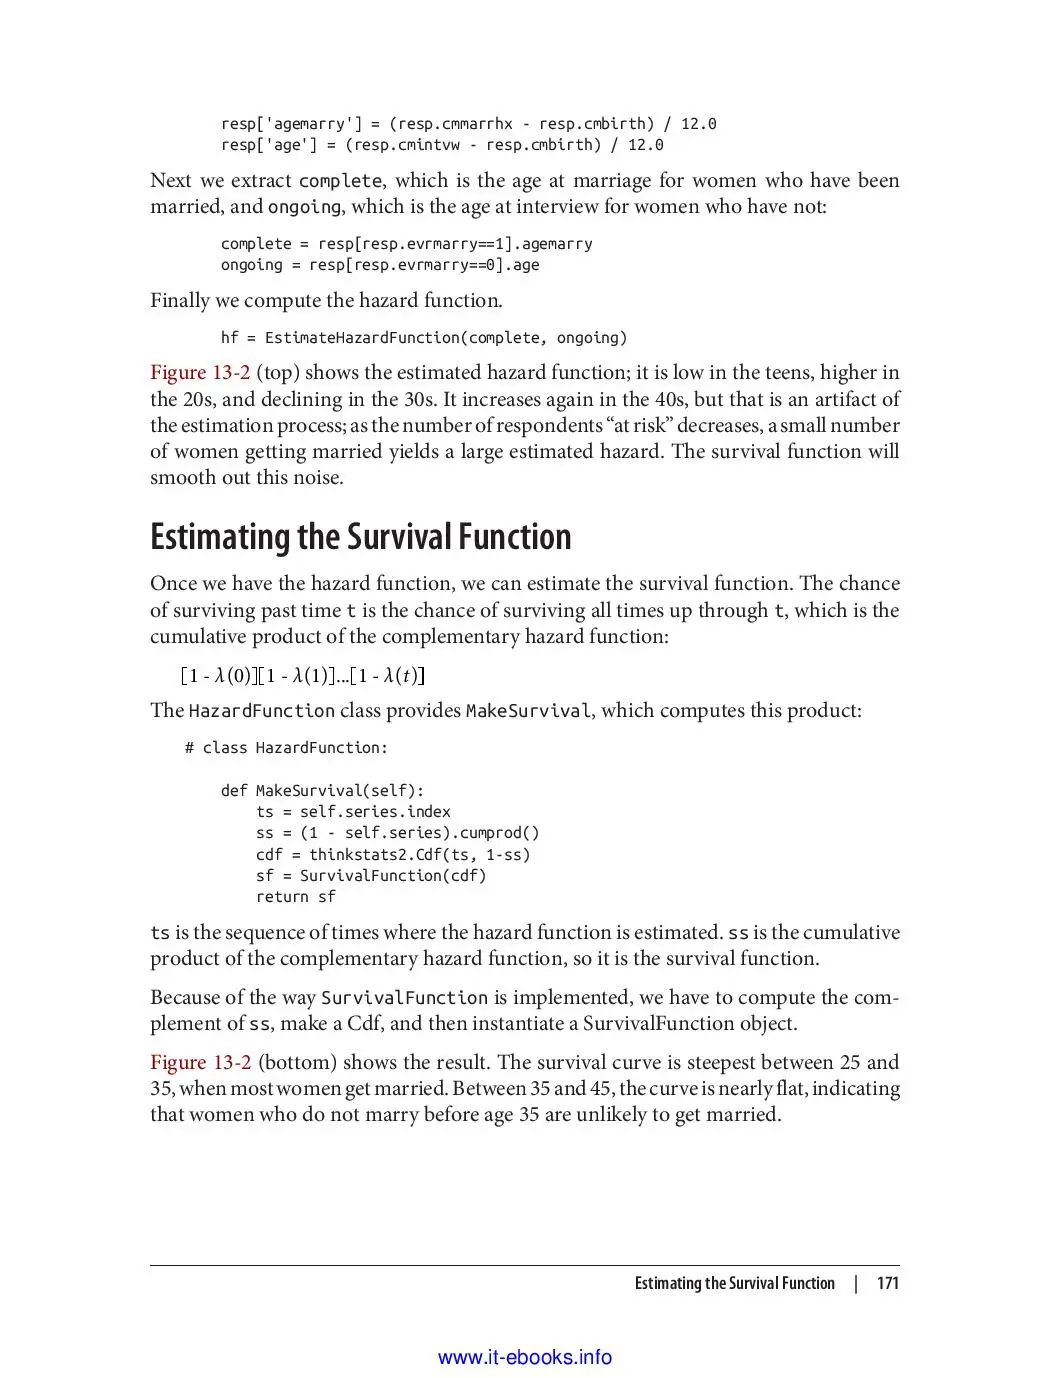 resp['agemarry'] = (resp.cmmarrhx - resp.cmbirth) / 12.0
resp['age'] = (resp.cmintvw - resp.cmbirth) / 12.0
Next we extract complete, which is the age at marriage for women who have been
married, and ongoing, which is the age at interview for women who have not:
complete = resp[resp.evrmarry==1].agemarry
ongoing = resp[resp.evrmarry==0].age
Finally we compute the hazard function.
hf = EstimateHazardFunction(complete, ongoing)
Figure 13-2 (top) shows the estimated hazard function; it is low in the teens, higher in
the 20s, and declining in the 30s. It increases again in the 40s, but that is an artifact of
the estimation process; as the number of respondents “at risk” decreases, a small number
of women getting married yields a large estimated hazard. The survival function will
smooth out this noise.
Estimating the Survival Function
Once we have the hazard function, we can estimate the survival function. The chance
of surviving past time t is the chance of surviving all times up through t, which is the
cumulative product of the complementary hazard function:
[1 - λ(0)][1 - λ(1)]...[1 - λ(t)]
The HazardFunction class provides MakeSurvival, which computes this product:
# class HazardFunction:
def MakeSurvival(self):
ts = self.series.index
ss = (1 - self.series).cumprod()
cdf = thinkstats2.Cdf(ts, 1-ss)
sf = SurvivalFunction(cdf)
return sf
ts is the sequence of times where the hazard function is estimated. ss is the cumulative
product of the complementary hazard function, so it is the survival function.
Because of the way SurvivalFunction is implemented, we have to compute the com-
plement of ss, make a Cdf, and then instantiate a SurvivalFunction object.
Figure 13-2 (bottom) shows the result. The survival curve is steepest between 25 and
35, when most women get married. Between 35 and 45, the curve is nearly flat, indicating
that women who do not marry before age 35 are unlikely to get married.
Estimating the Survival Function | 171
www.it-ebooks.info